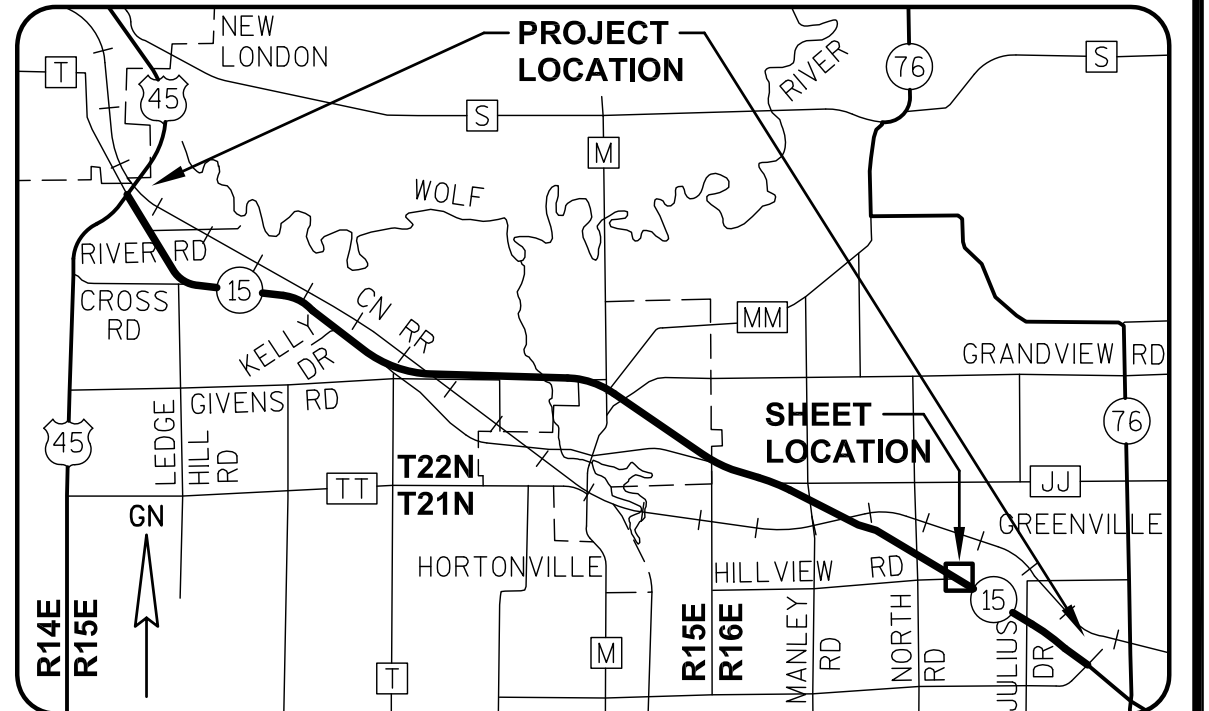 NEW
LONDON
PROJECT
LOCATION
RIVER
76
S
T
45
S
M
WOLF
RIVER RD
15
CROSS
RD
CN RR
KELLY
DR
MM
GRANDVIEW RD
GIVENS RD
LEDGE
HILL
RD
45
SHEET
LOCATION
76
T22N
T21N
TT
JJ
GN
GREENVILLE
HORTONVILLE
HILLVIEW RD
15
R14E
R15E
R15E
R16E
MANLEY
RD
NORTH
RD
JULIUS
DR
M
T